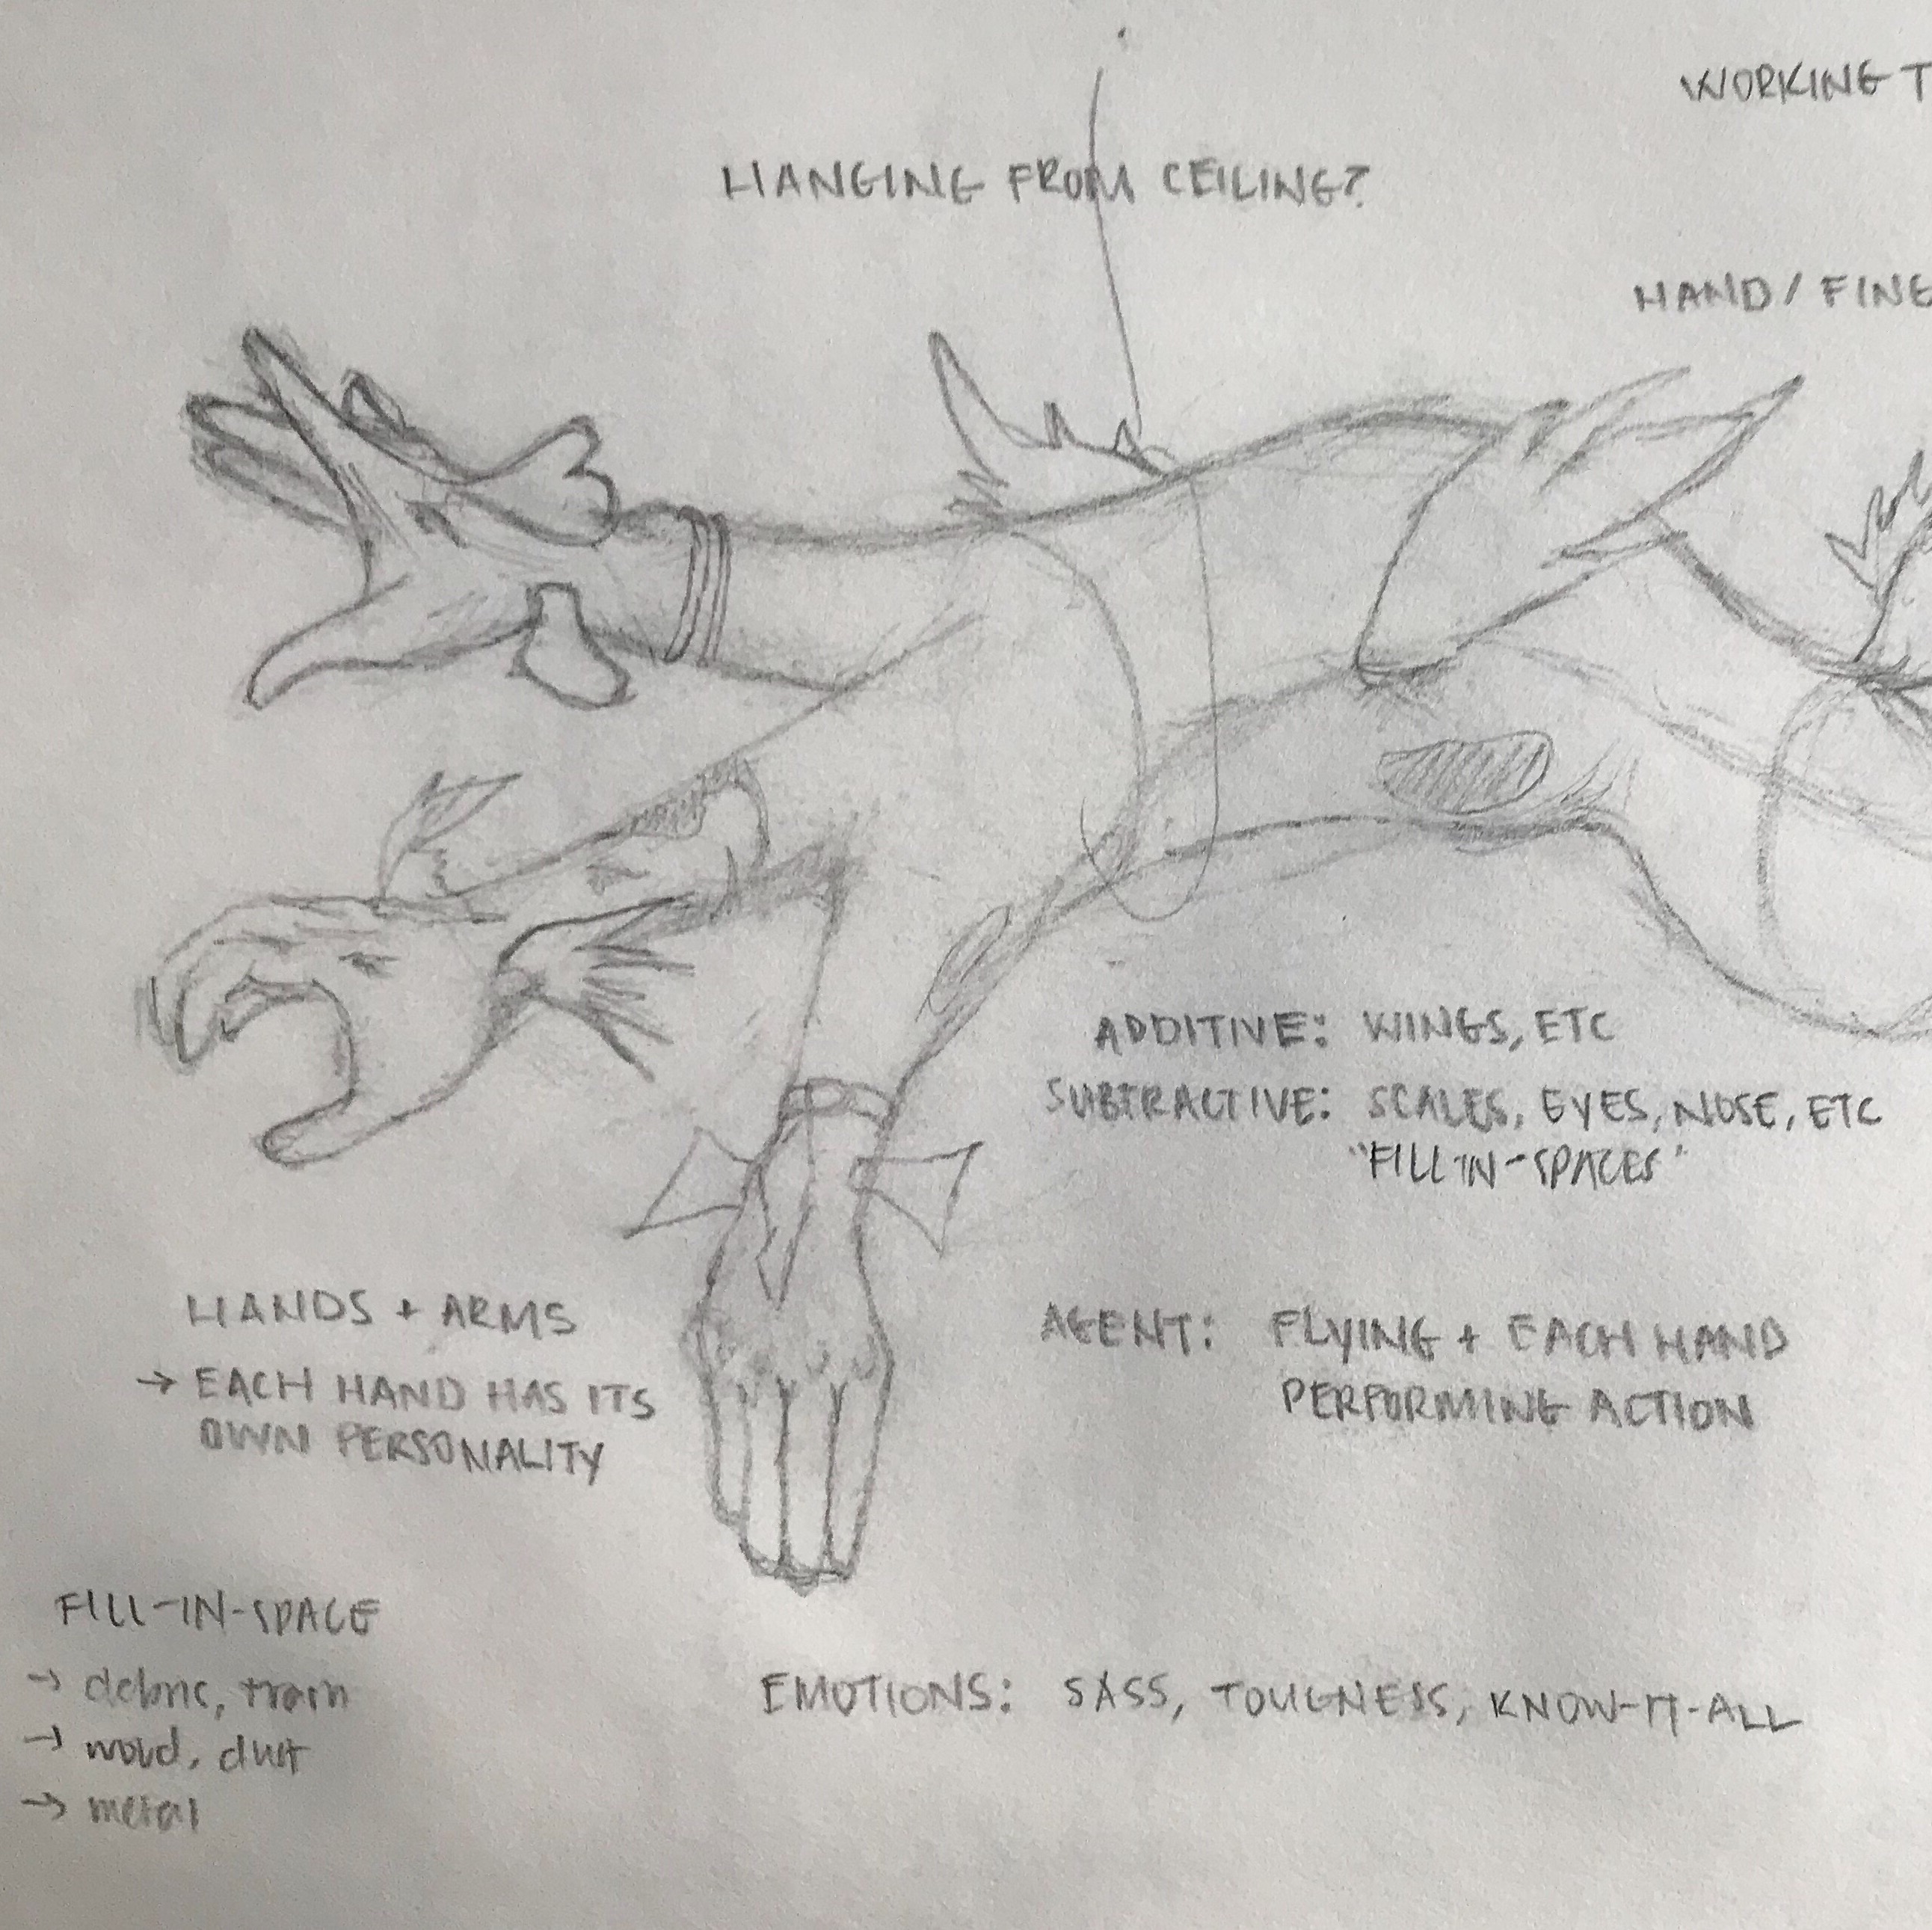 WORKING T
HANGING FROM CEILING?
HAND / FINE
ADDITIVE: WINGS, ETC
SUBTRACTIVE: SCALES, EYES, NOSE, ETC
"FILL-IN-SPACES"
HANDS + ARMS
→ EACH HAND HAS ITS
OWN PERSONALITY
AGENT: FLYING + EACH HAND
PERFORMING ACTION
FILL-IN-SPACE
→ debris, trash
→ wood, dust
→ metal
EMOTIONS: SASS, TOUGNESS, KNOW-IT-ALL